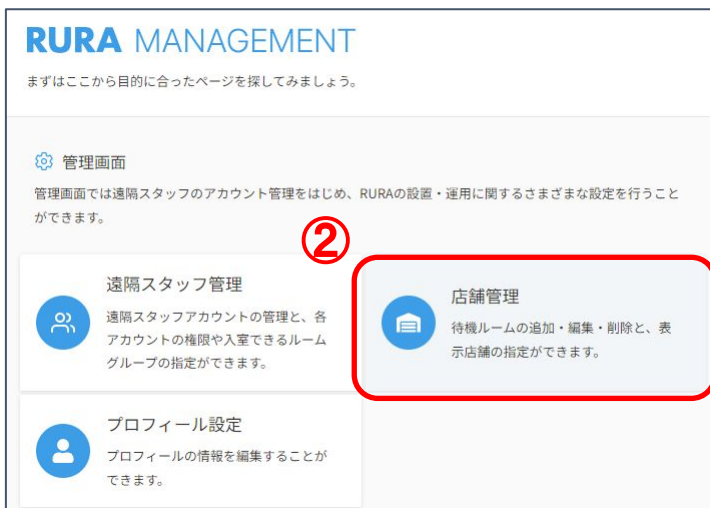 RURA MANAGEMENT
まずはここから目的に合ったページを探してみましょう。
管理画面
管理画面では遠隔スタッフのアカウント管理をはじめ、RURAの設置・運用に関するさまざまな設定を行うこと
ができます。
②
遠隔スタッフ管理
遠隔スタッフアカウントの管理と、各
アカウントの権限や入室できるルーム
グループの指定ができます。
店舗管理
待機ルームの追加・編集・削除と、表
示店舗の指定ができます。
プロフィール設定
プロフィールの情報を編集することが
できます。